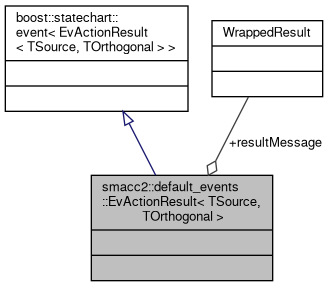 boost::statechart::
event< EvActionResult
< TSource, TOrthogonal > >
WrappedResult
+resultMessage
smacc2::default_events
::EvActionResult< TSource,
TOrthogonal >